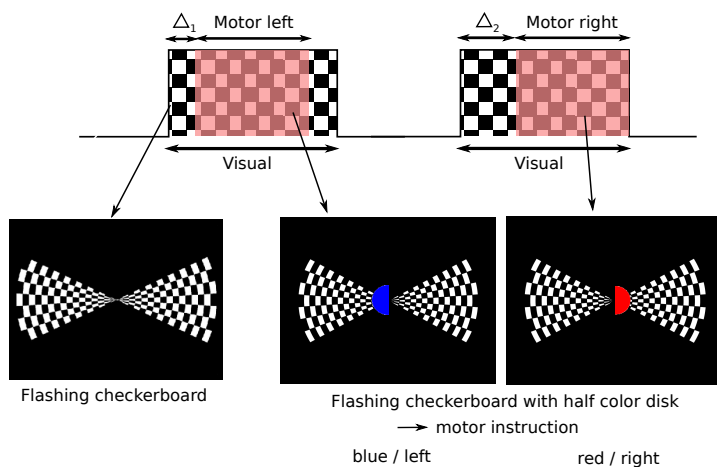 Δ1 Motor left
Δ2 Motor right
Visual
Visual
Flashing checkerboard
Flashing checkerboard with half color disk
→ motor instruction
blue / left
red / right